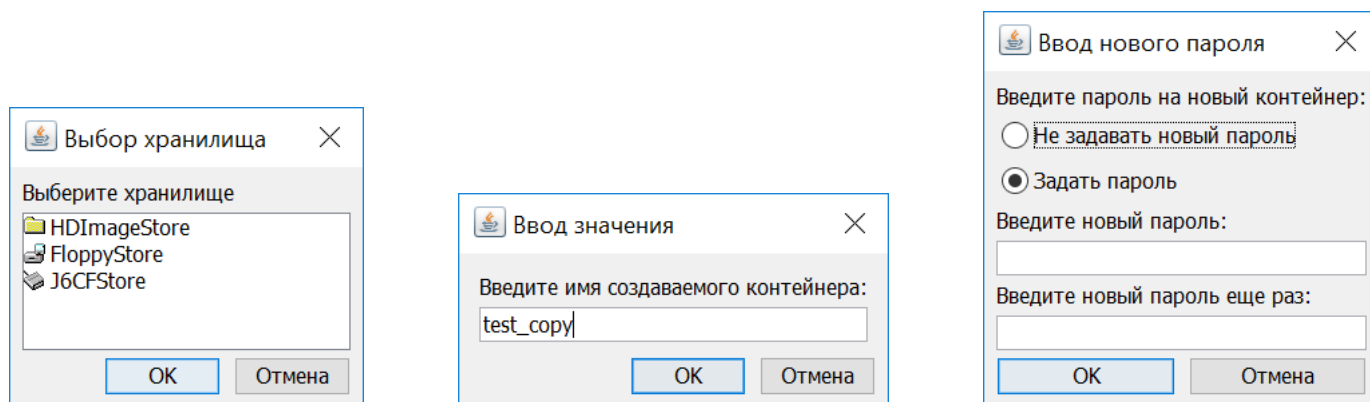 Выбор хранилища
Выберите хранилище
HDImageStore
FloppyStore
J6CFStore
OK
Отмена
Ввод значения
Введите имя создаваемого контейнера:
test_copy
OK
Отмена
Ввод нового пароля
Введите пароль на новый контейнер:
Не задавать новый пароль
Задать пароль
Введите новый пароль:
Введите новый пароль еще раз:
OK
Отмена